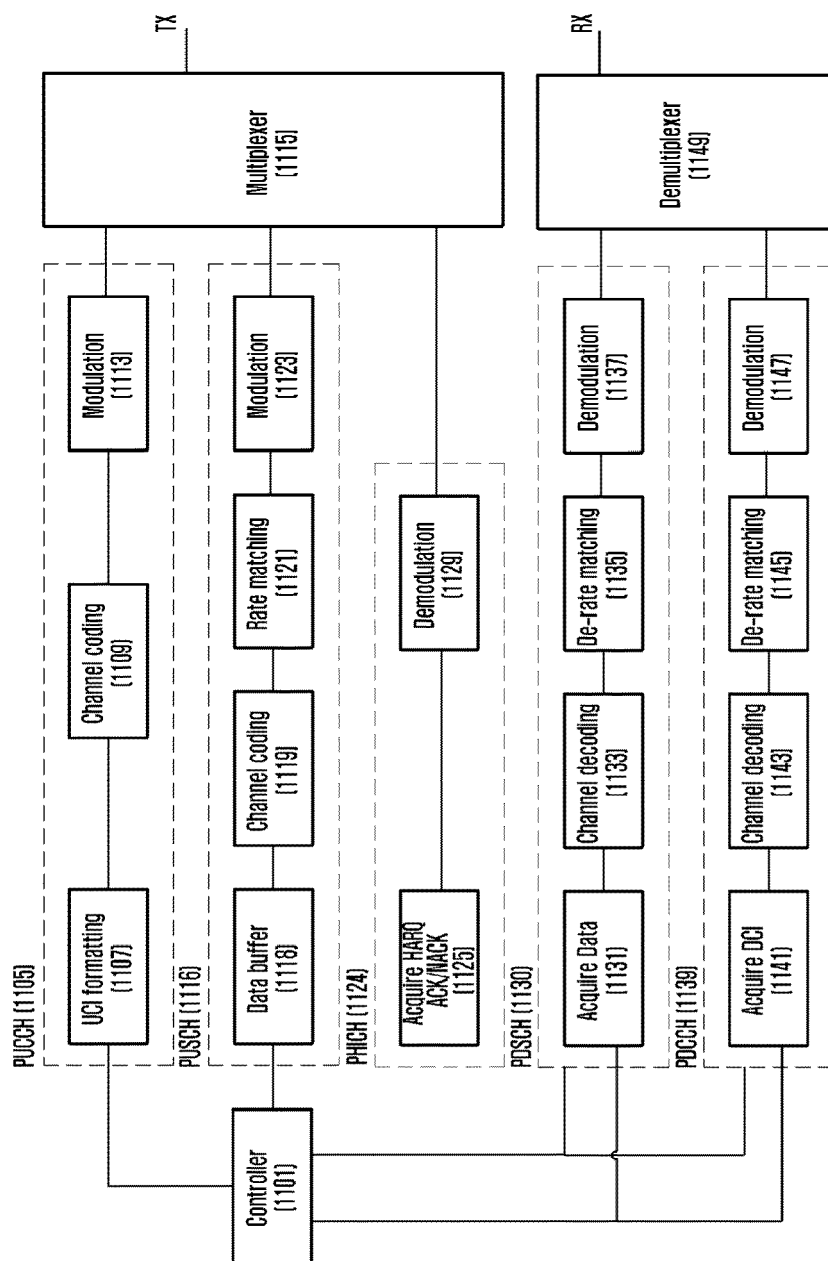 Controller
(1101)
PUCCH (1105)
UCI formatting
(1107)
Channel coding
(1109)
Modulation
(1113)
PUSCH (1116)
Data buffer
(1118)
Channel coding
(1119)
Rate matching
(1121)
Modulation
(1123)
PHICH (1124)
Acquire HARQ
ACK/NACK
(1125)
Demodulation
(1129)
Multiplexer
(1115)
TX
PDSCH (1130)
Acquire Data
(1131)
Channel decoding
(1133)
De-rate matching
(1135)
Demodulation
(1137)
PDCCH (1139)
Acquire DCI
(1141)
Channel decoding
(1143)
De-rate matching
(1145)
Demodulation
(1147)
Demultiplexer
(1149)
RX